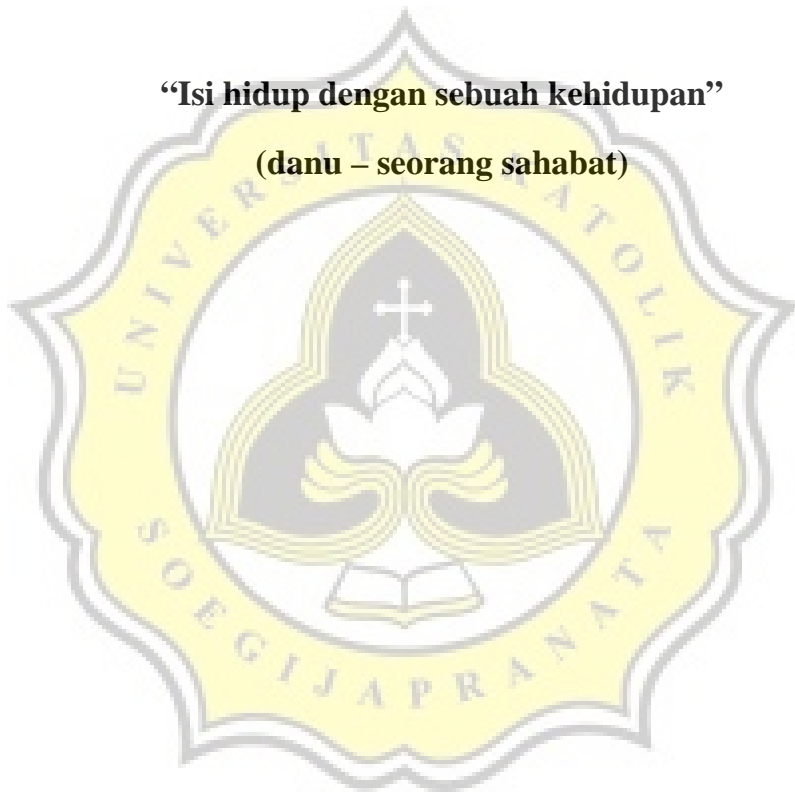 “Isi hidup dengan sebuah kehidupan”
(danu – seorang sahabat)
UNIVERSITAS KATOLIK
SOEGIJAPRANATA